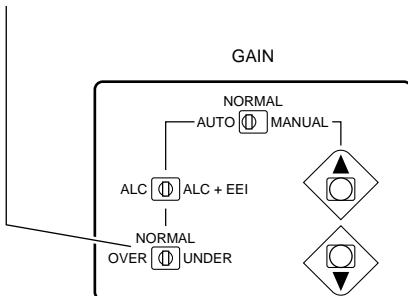 GAIN
NORMAL
AUTO MANUAL
ALC ALC + EEI
NORMAL
OVER UNDER